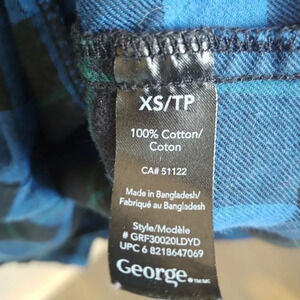 XS/TP
100% Cotton/
Coton
CA# 51122
Made in Bangladesh/
Fabriqué au Bangladesh
Style/Modèle
# GRF30020LDYD
UPC 6 8218647069
George ®™MC